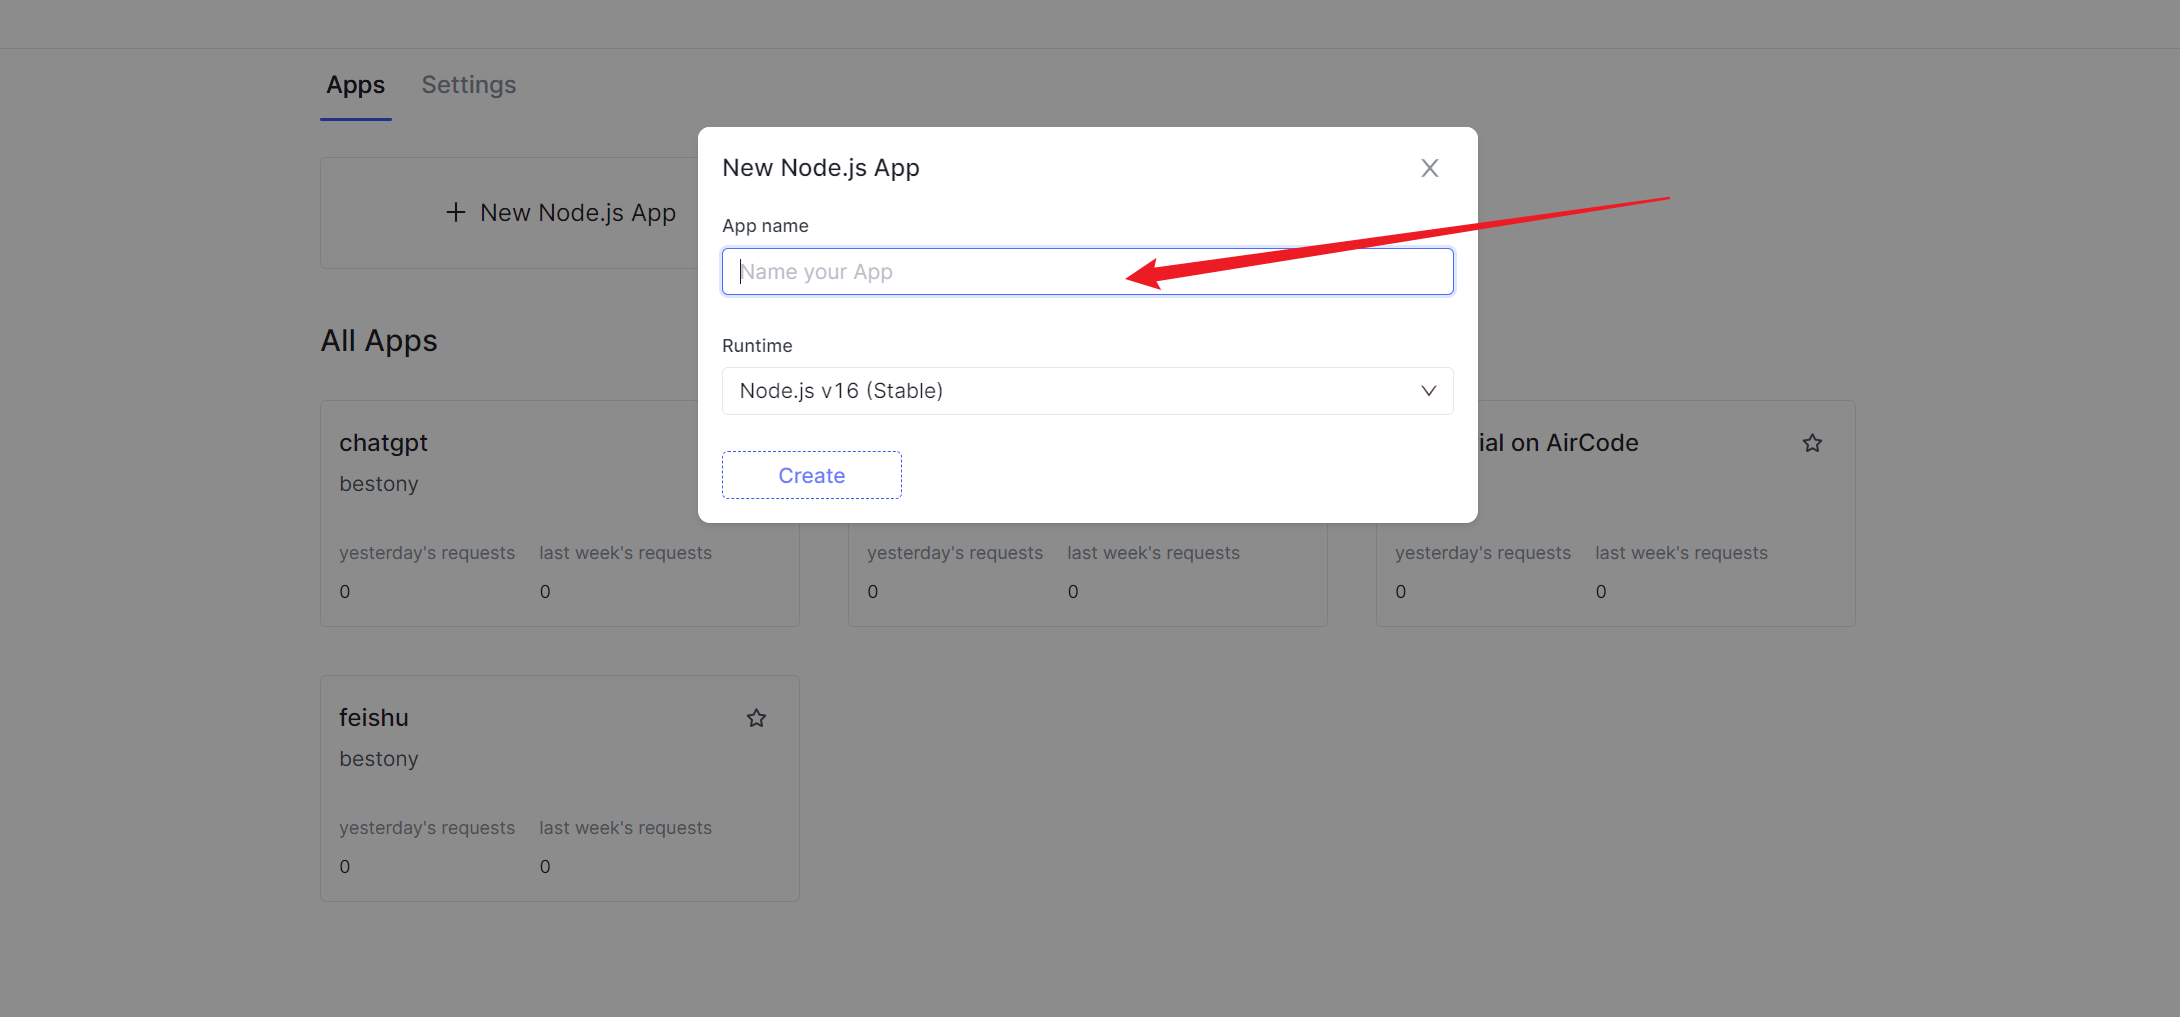 Apps Settings
New Node.js App
App name
Name your App
Runtime
Node.js v16 (Stable)
Create
+ New Node.js App
All Apps
chatgpt
bestony
yesterday's requests last week's requests
0 0
yesterday's requests last week's requests
0 0
on AirCode
yesterday's requests last week's requests
0 0
feishu
bestony
yesterday's requests last week's requests
0 0